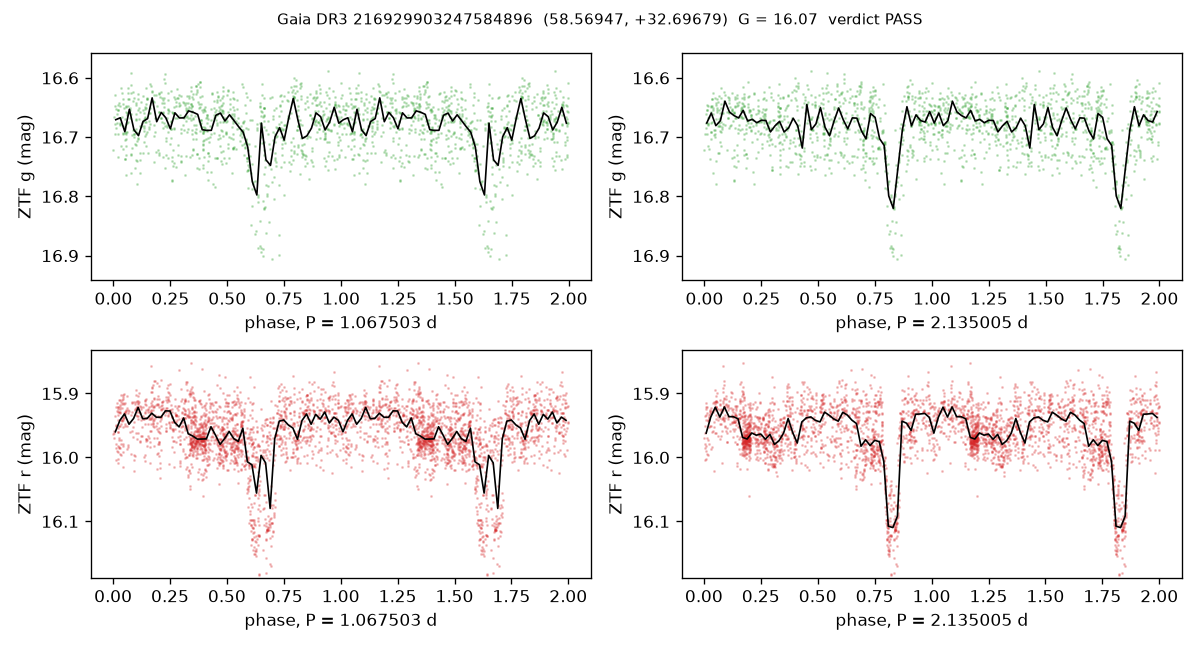 Gaia DR3 216929903247584896 (58.56947, +32.69679) G = 16.07 verdict PASS
ZTF g (mag)
16.6
16.7
16.8
16.9
0.00 0.25 0.50 0.75 1.00 1.25 1.50 1.75 2.00
phase, P = 1.067503 d
ZTF g (mag)
16.6
16.7
16.8
16.9
0.00 0.25 0.50 0.75 1.00 1.25 1.50 1.75 2.00
phase, P = 2.135005 d
ZTF r (mag)
15.9
16.0
16.1
0.00 0.25 0.50 0.75 1.00 1.25 1.50 1.75 2.00
phase, P = 1.067503 d
ZTF r (mag)
15.9
16.0
16.1
0.00 0.25 0.50 0.75 1.00 1.25 1.50 1.75 2.00
phase, P = 2.135005 d